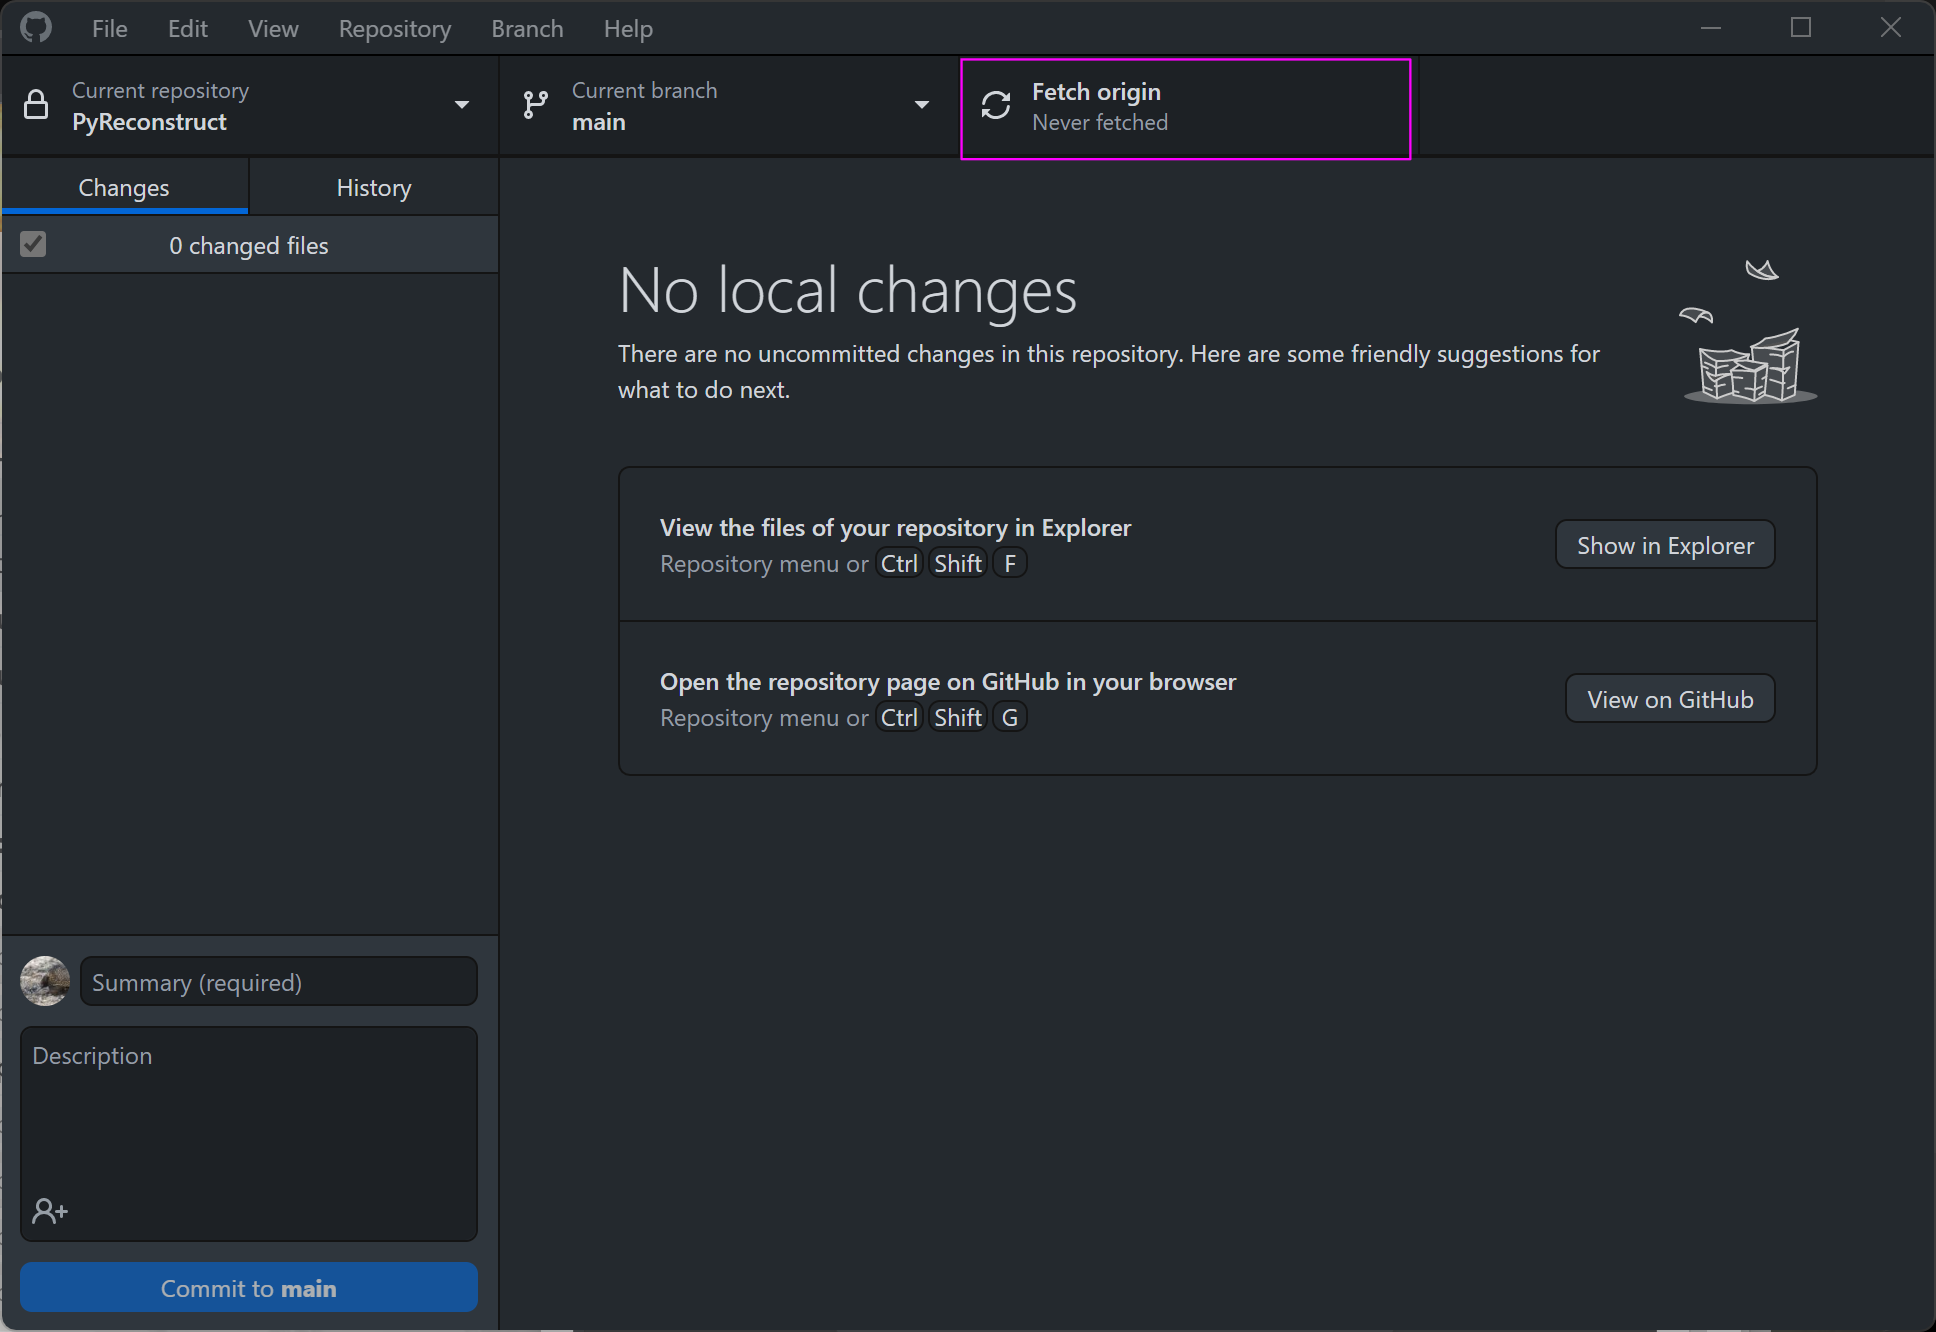 File Edit View Repository Branch Help
Current repository
PyReconstruct
Current branch
main
Fetch origin
Never fetched
Changes
History
0 changed files
No local changes
There are no uncommitted changes in this repository. Here are some friendly suggestions for
what to do next.
View the files of your repository in Explorer
Repository menu or Ctrl Shift F
Show in Explorer
Open the repository page on GitHub in your browser
Repository menu or Ctrl Shift G
View on GitHub
Summary (required)
Description
Commit to main